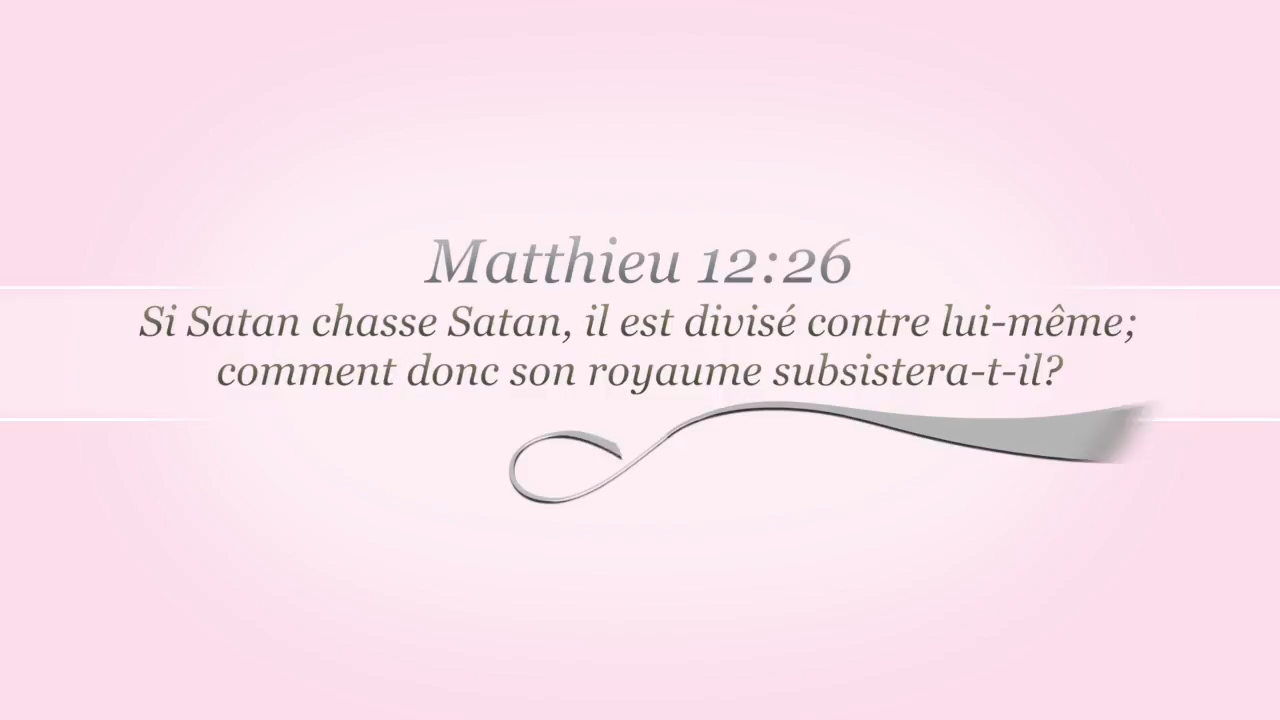 Matthieu 12:26
Si Satan chasse Satan, il est divisé contre lui-même;
comment donc son royaume subsistera-t-il?